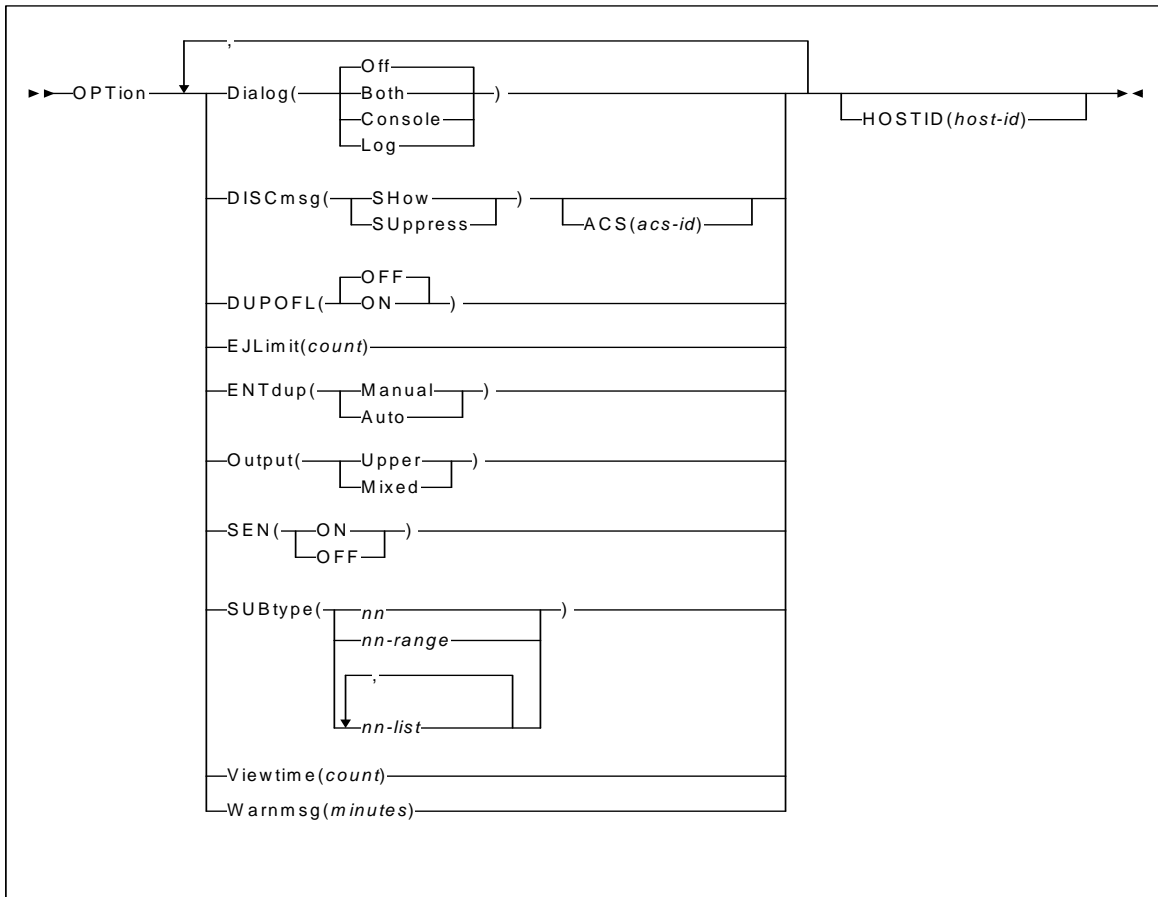 ,
OPTion
Dialog(
Off
Both
Console
Log
)
HOSTID(host-id)
DISCmsg(
SHow
SUppress
)
ACS(acs-id)
DUPOFL(
OFF
ON
)
EJLimit(count)
ENTdup(
Manual
Auto
)
Output(
Upper
Mixed
)
SEN(
ON
OFF
)
SUBtype(
nn
nn-range
,
nn-list
)
Viewtime(count)
Warnmsg(minutes)